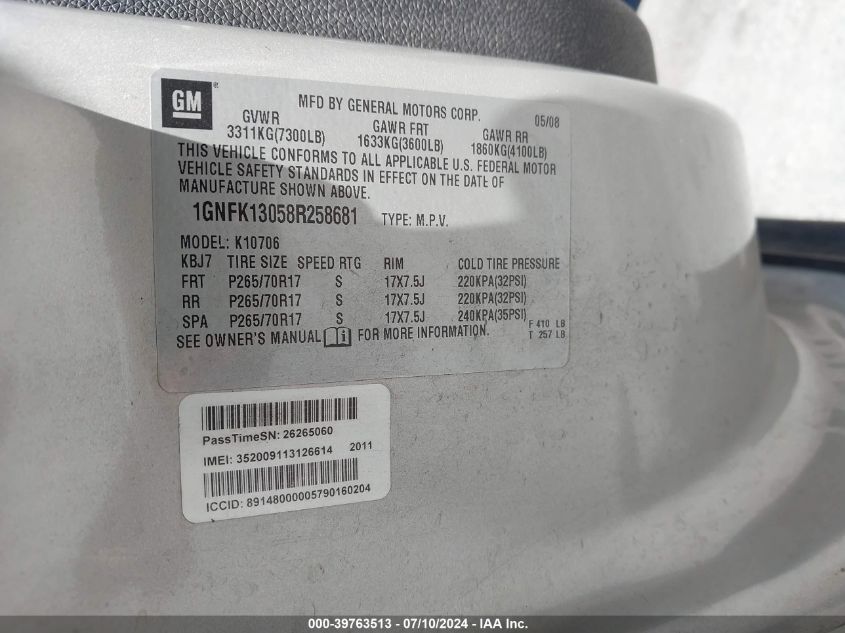 GM ®
MFD BY GENERAL MOTORS CORP. 05/08
GVWR GAWR FRT GAWR RR
3311KG(7300LB) 1633KG(3600LB) 1860KG(4100LB)
THIS VEHICLE CONFORMS TO ALL APPLICABLE U.S. FEDERAL MOTOR
VEHICLE SAFETY STANDARDS IN EFFECT ON THE DATE OF
MANUFACTURE SHOWN ABOVE.
1GNFK13058R258681 TYPE: M.P.V.
MODEL: K10706
KBJ7 TIRE SIZE SPEED RTG RIM COLD TIRE PRESSURE
FRT P265/70R17 S 17X7.5J 220KPA(32PSI)
RR P265/70R17 S 17X7.5J 220KPA(32PSI)
SPA P265/70R17 S 17X7.5J 240KPA(35PSI)
SEE OWNER'S MANUAL i FOR MORE INFORMATION.
F 410 LB
T 257 LB
PassTimeSN: 26265060
IMEI: 352009113126614 2011
ICCID: 89148000005790160204
000-39763513 - 07/10/2024 - IAA Inc.